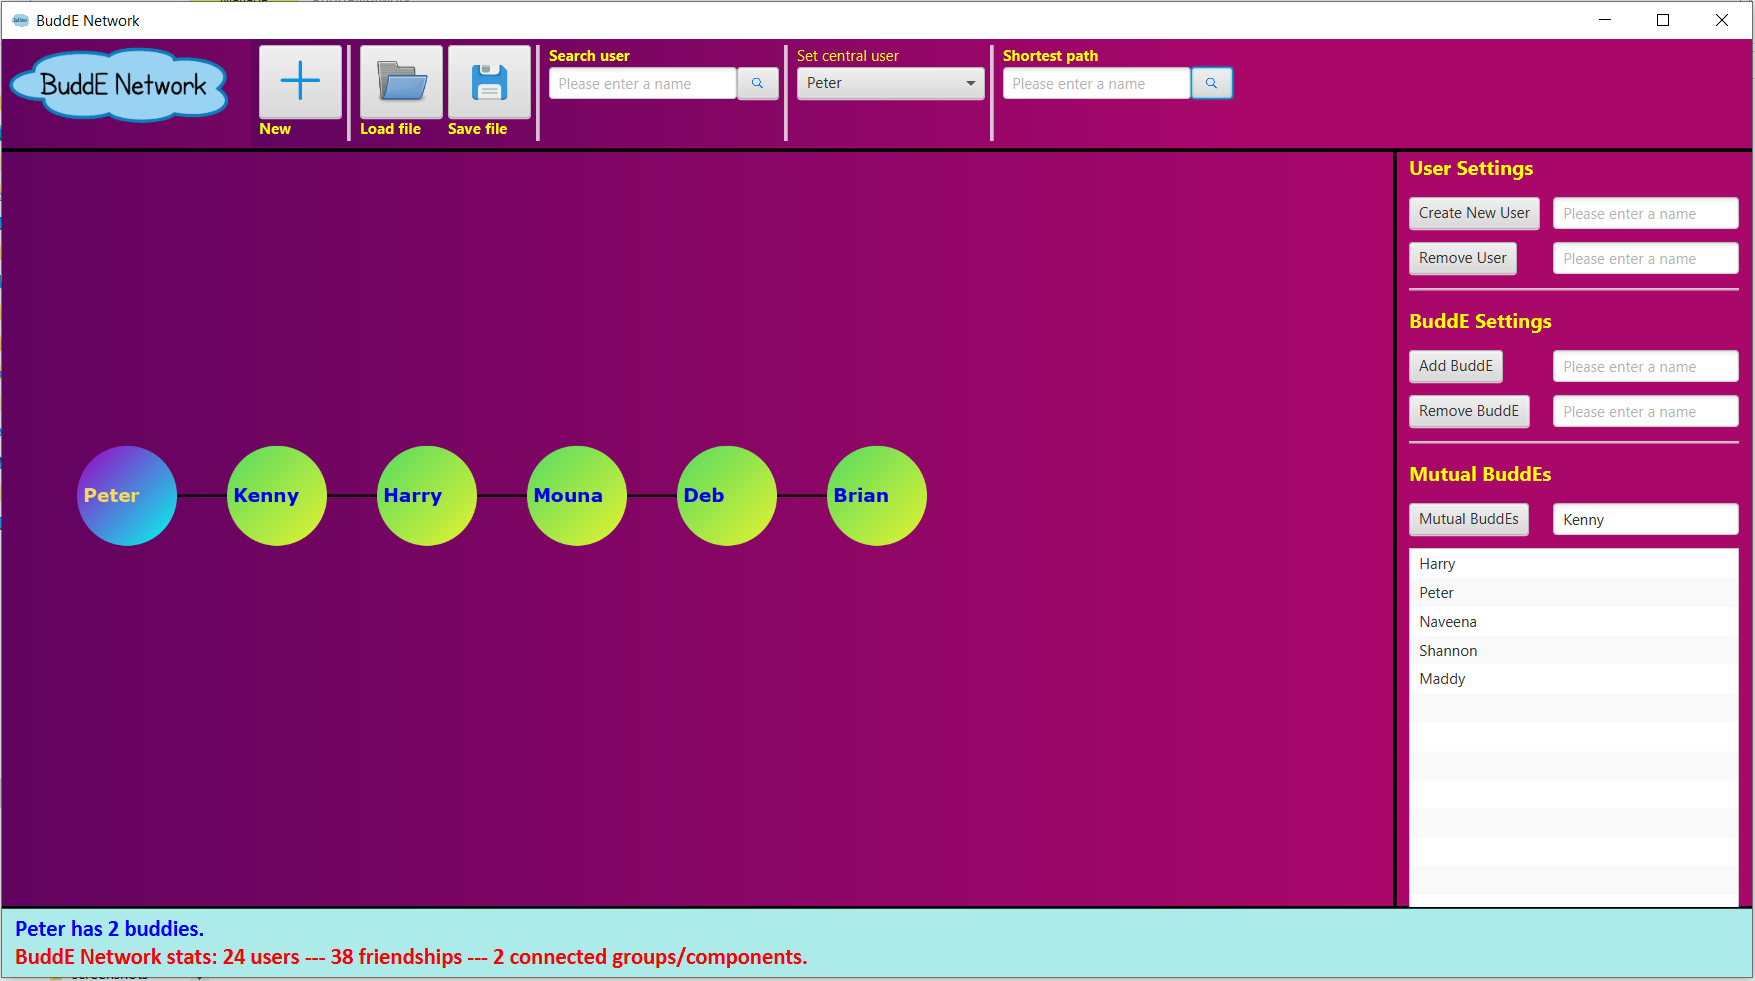 BuddE Network
BuddE Network
New
Load file
Save file
Search user
Please enter a name
Set central user
Peter
Shortest path
Please enter a name
Peter
Kenny
Harry
Mouna
Deb
Brian
User Settings
Create New User
Please enter a name
Remove User
Please enter a name
BuddE Settings
Add BuddE
Please enter a name
Remove BuddE
Please enter a name
Mutual BuddEs
Mutual BuddEs
Kenny
Harry
Peter
Naveena
Shannon
Maddy
Peter has 2 buddies.
BuddE Network stats: 24 users --- 38 friendships --- 2 connected groups/components.